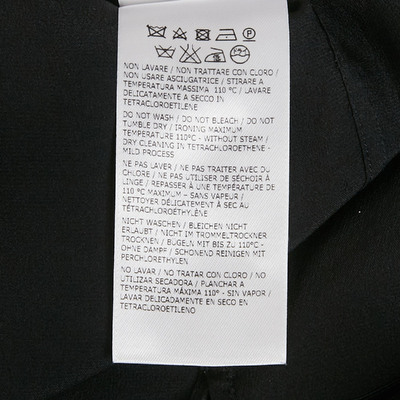 NON LAVARE / NON TRATTARE CON CLORO /
NON USARE ASCIUGATRICE / STIRARE A
TEMPERATURA MASSIMA 110 °C / LAVARE
DELICATAMENTE A SECCO IN
TETRACLOROETILENE
DO NOT WASH / DO NOT BLEACH / DO NOT
TUMBLE DRY / IRONING MAXIMUM
TEMPERATURE 110°C - WITHOUT STEAM /
DRY CLEANING IN TETRACHLOROETHENE -
MILD PROCESS
NE PAS LAVER / NE PAS TRAITER AVEC DU
CHLORE / NE PAS UTILISER DE SÉCHOIR À
LINGE / REPASSER À UNE TEMPÉRATURE DE
110 °C MAXIMUM - SANS VAPEUR /
NETTOYER DÉLICATEMENT À SEC AU
TÉTRACHLOROÉTHYLÈNE
NICHT WASCHEN / BLEICHEN NICHT
ERLAUBT / NICHT IM TROMMELTROCKNER
TROCKNEN / BÜGELN MIT BIS ZU 110°C -
OHNE DAMPF / SCHONEND REINIGEN MIT
PERCHLORETHYLEN
NO LAVAR / NO TRATAR CON CLORO / NO
UTILIZAR SECADORA / PLANCHAR A
TEMPERATURA MÁXIMA 110° - SIN VAPOR /
LAVAR DELICADAMENTE EN SECO EN
TETRACLOROETILENO